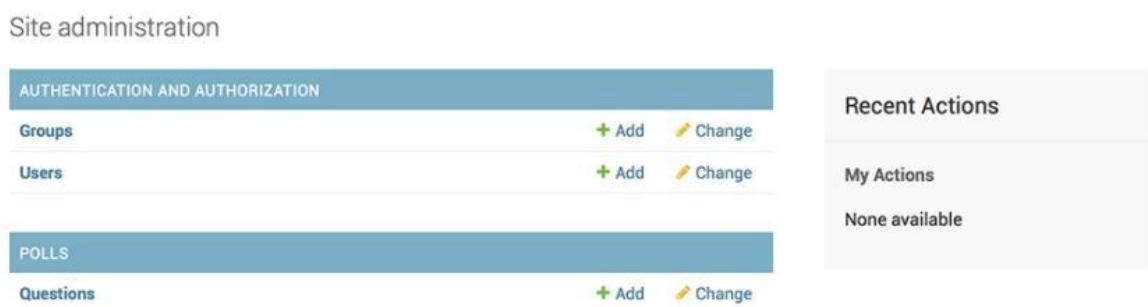 Site administration
AUTHENTICATION AND AUTHORIZATION
Groups Add Change
Users Add Change
POLLS
Questions Add Change
Recent Actions
My Actions
None available